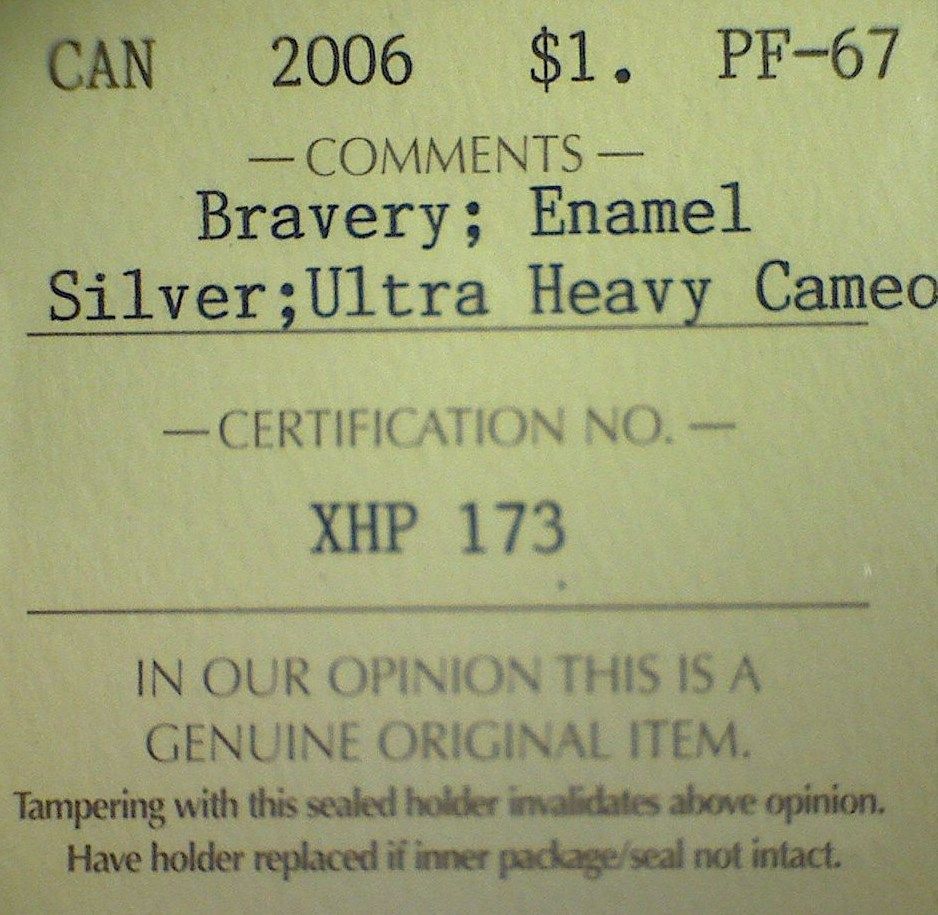 CAN 2006 $1. PF-67
— COMMENTS —
Bravery; Enamel
Silver;Ultra Heavy Cameo
— CERTIFICATION NO. —
XHP 173
IN OUR OPINION THIS IS A
GENUINE ORIGINAL ITEM.
Tampering with this sealed holder invalidates above opinion.
Have holder replaced if inner package/seal not intact.